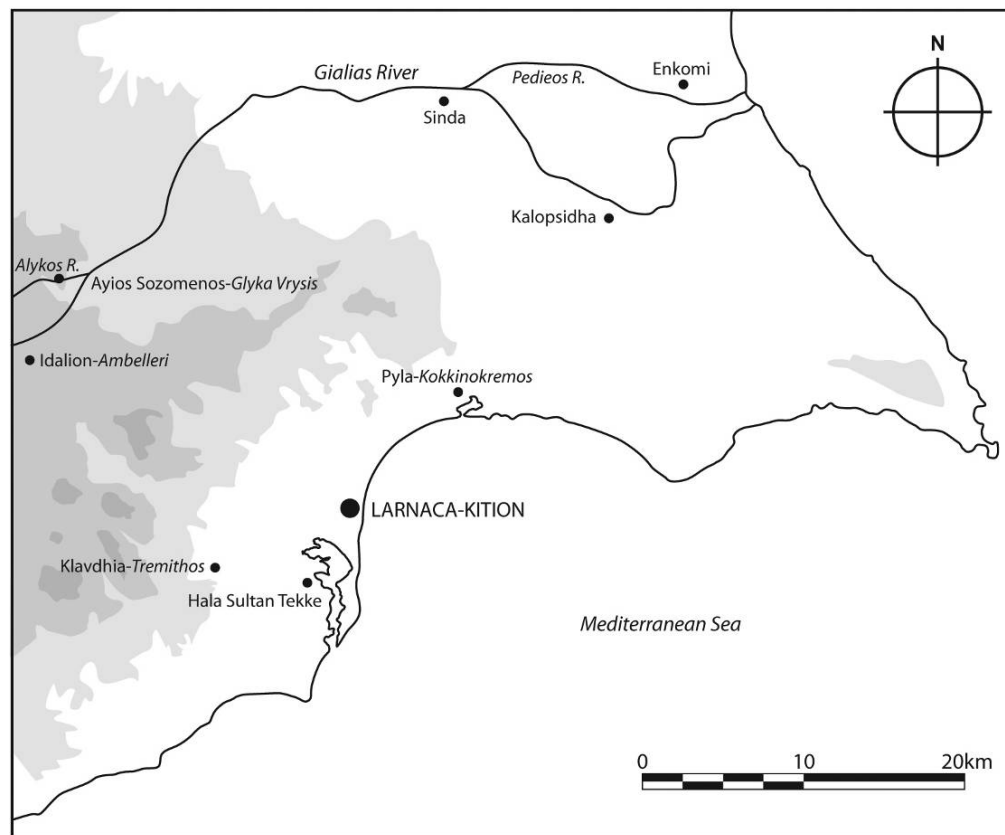 N
Gialias River
Pedieos R.
Enkomi
Sinda
Kalopsidha
Alykos R.
Ayios Sozomenos-Glyka Vrysis
Idalion-Ambelleri
Pyla-Kokkinokremos
LARNACA-KITION
Klavdhia-Tremithos
Hala Sultan Tekke
Mediterranean Sea
0 10 20km